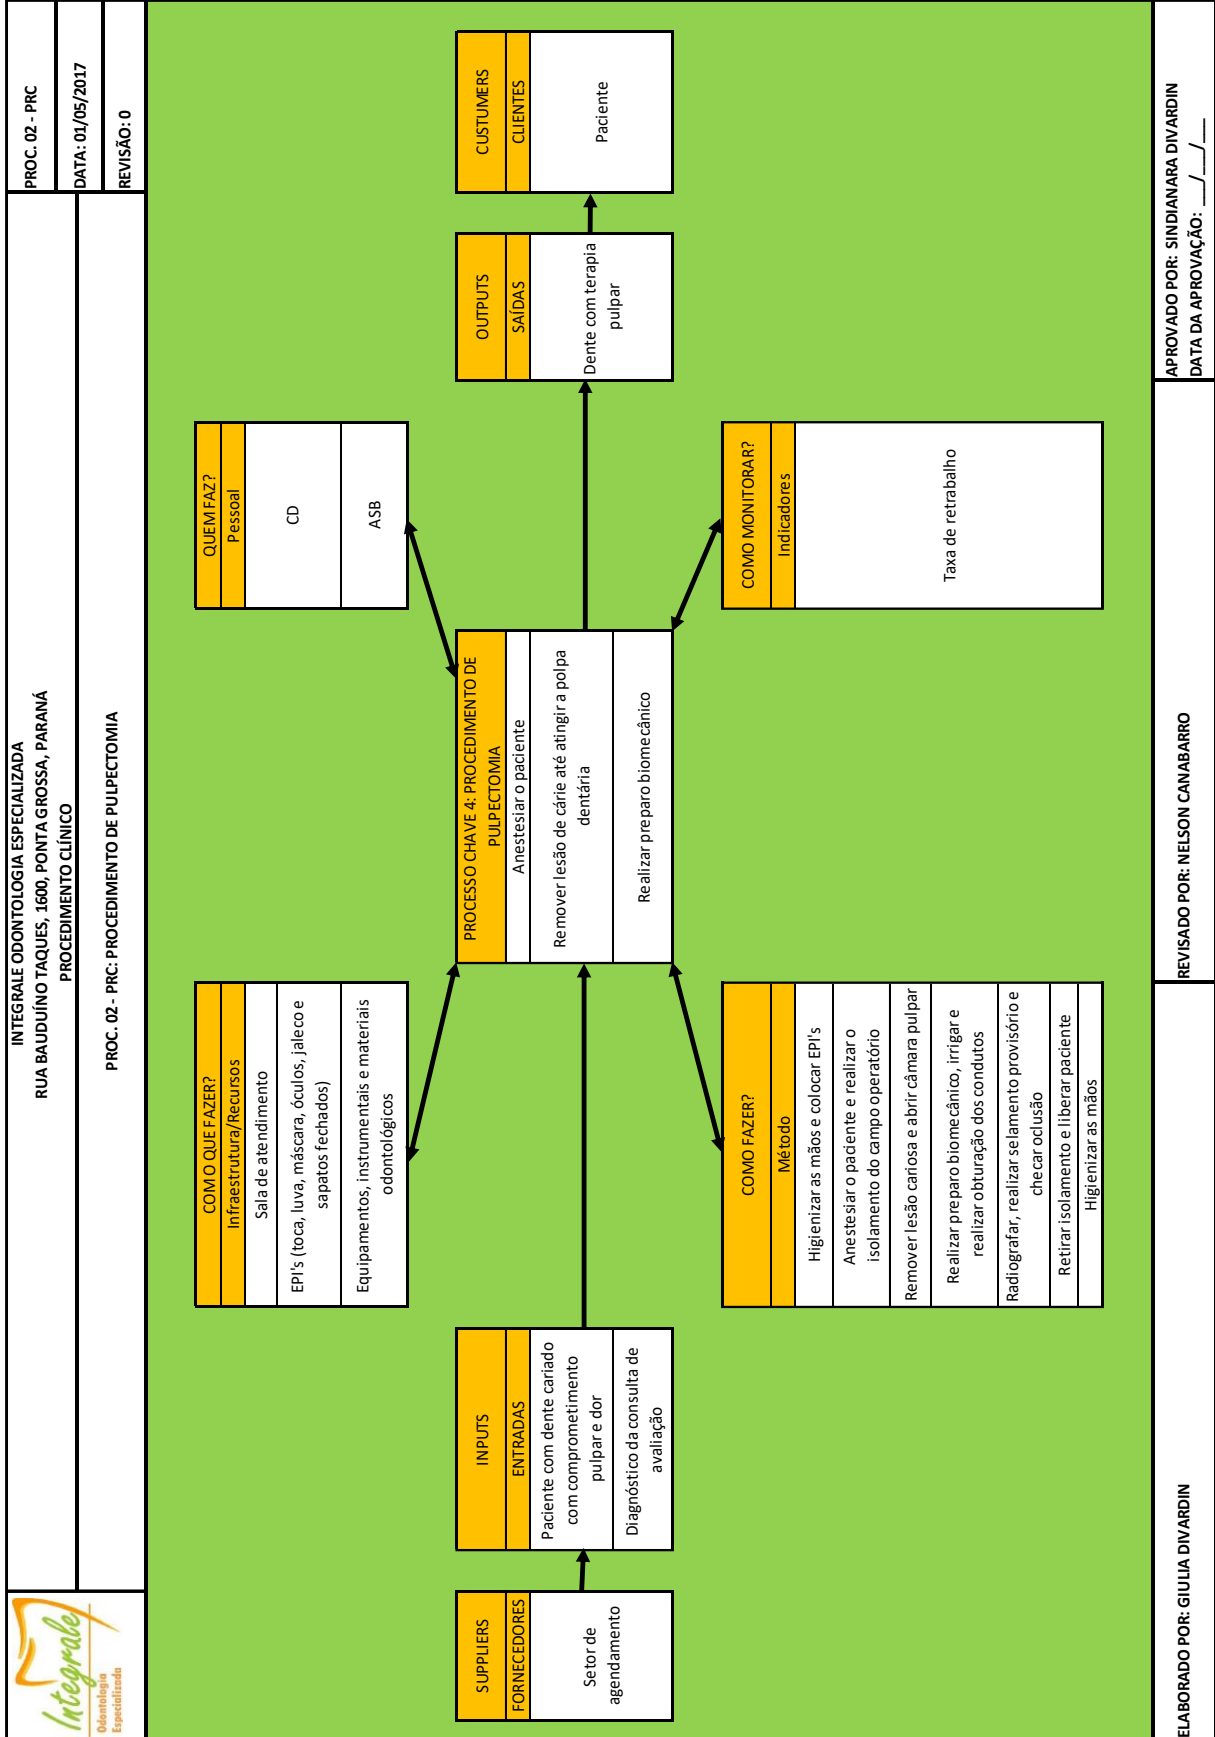 Integrale
Odontologia
Especializada
INTEGRALE ODONTOLOGIA ESPECIALIZADA
RUA BAUDUÍNO TAQUES, 1600, PONTA GROSSA, PARANÁ
PROCEDIMENTO CLÍNICO
PROC. 02 - PRC: PROCEDIMENTO DE PULPECTOMIA
PROC. 02 - PRC
DATA: 01/05/2017
REVISÃO: 0
SUPPLIERS
FORNECEDORES
Setor de
agendamento
INPUTS
ENTRADAS
Paciente com dente cariado
com comprometimento
pulpar e dor
Diagnóstico da consulta de
avaliação
COM O QUE FAZER?
Infraestrutura/Recursos
Sala de atendimento
EPI's (toca, luva, máscara, óculos, jaleco e
sapatos fechados)
Equipamentos, instrumentais e materiais
odontológicos
COMO FAZER?
Método
Higienizar as mãos e colocar EPI's
Anestesiar o paciente e realizar o
isolamento do campo operatório
Remover lesão cariosa e abrir câmara pulpar
Realizar preparo biomecânico, irrigar e
realizar obturação dos condutos
Radiografar, realizar selamento provisório e
checar oclusão
Retirar isolamento e liberar paciente
Higienizar as mãos
PROCESSO CHAVE 4: PROCEDIMENTO DE
PULPECTOMIA
Anestesiar o paciente
Remover lesão de cárie até atingir a polpa
dentária
Realizar preparo biomecânico
QUEM FAZ?
Pessoal
CD
ASB
COMO MONITORAR?
Indicadores
Taxa de retrabalho
OUTPUTS
SAÍDAS
Dente com terapia
pulpar
CUSTUMERS
CLIENTES
Paciente
ELABORADO POR: GIULIA DIVARDIN
REVISADO POR: NELSON CANABARRO
APROVADO POR: SINDIANARA DIVARDIN
DATA DA APROVAÇÃO: ___/___/___